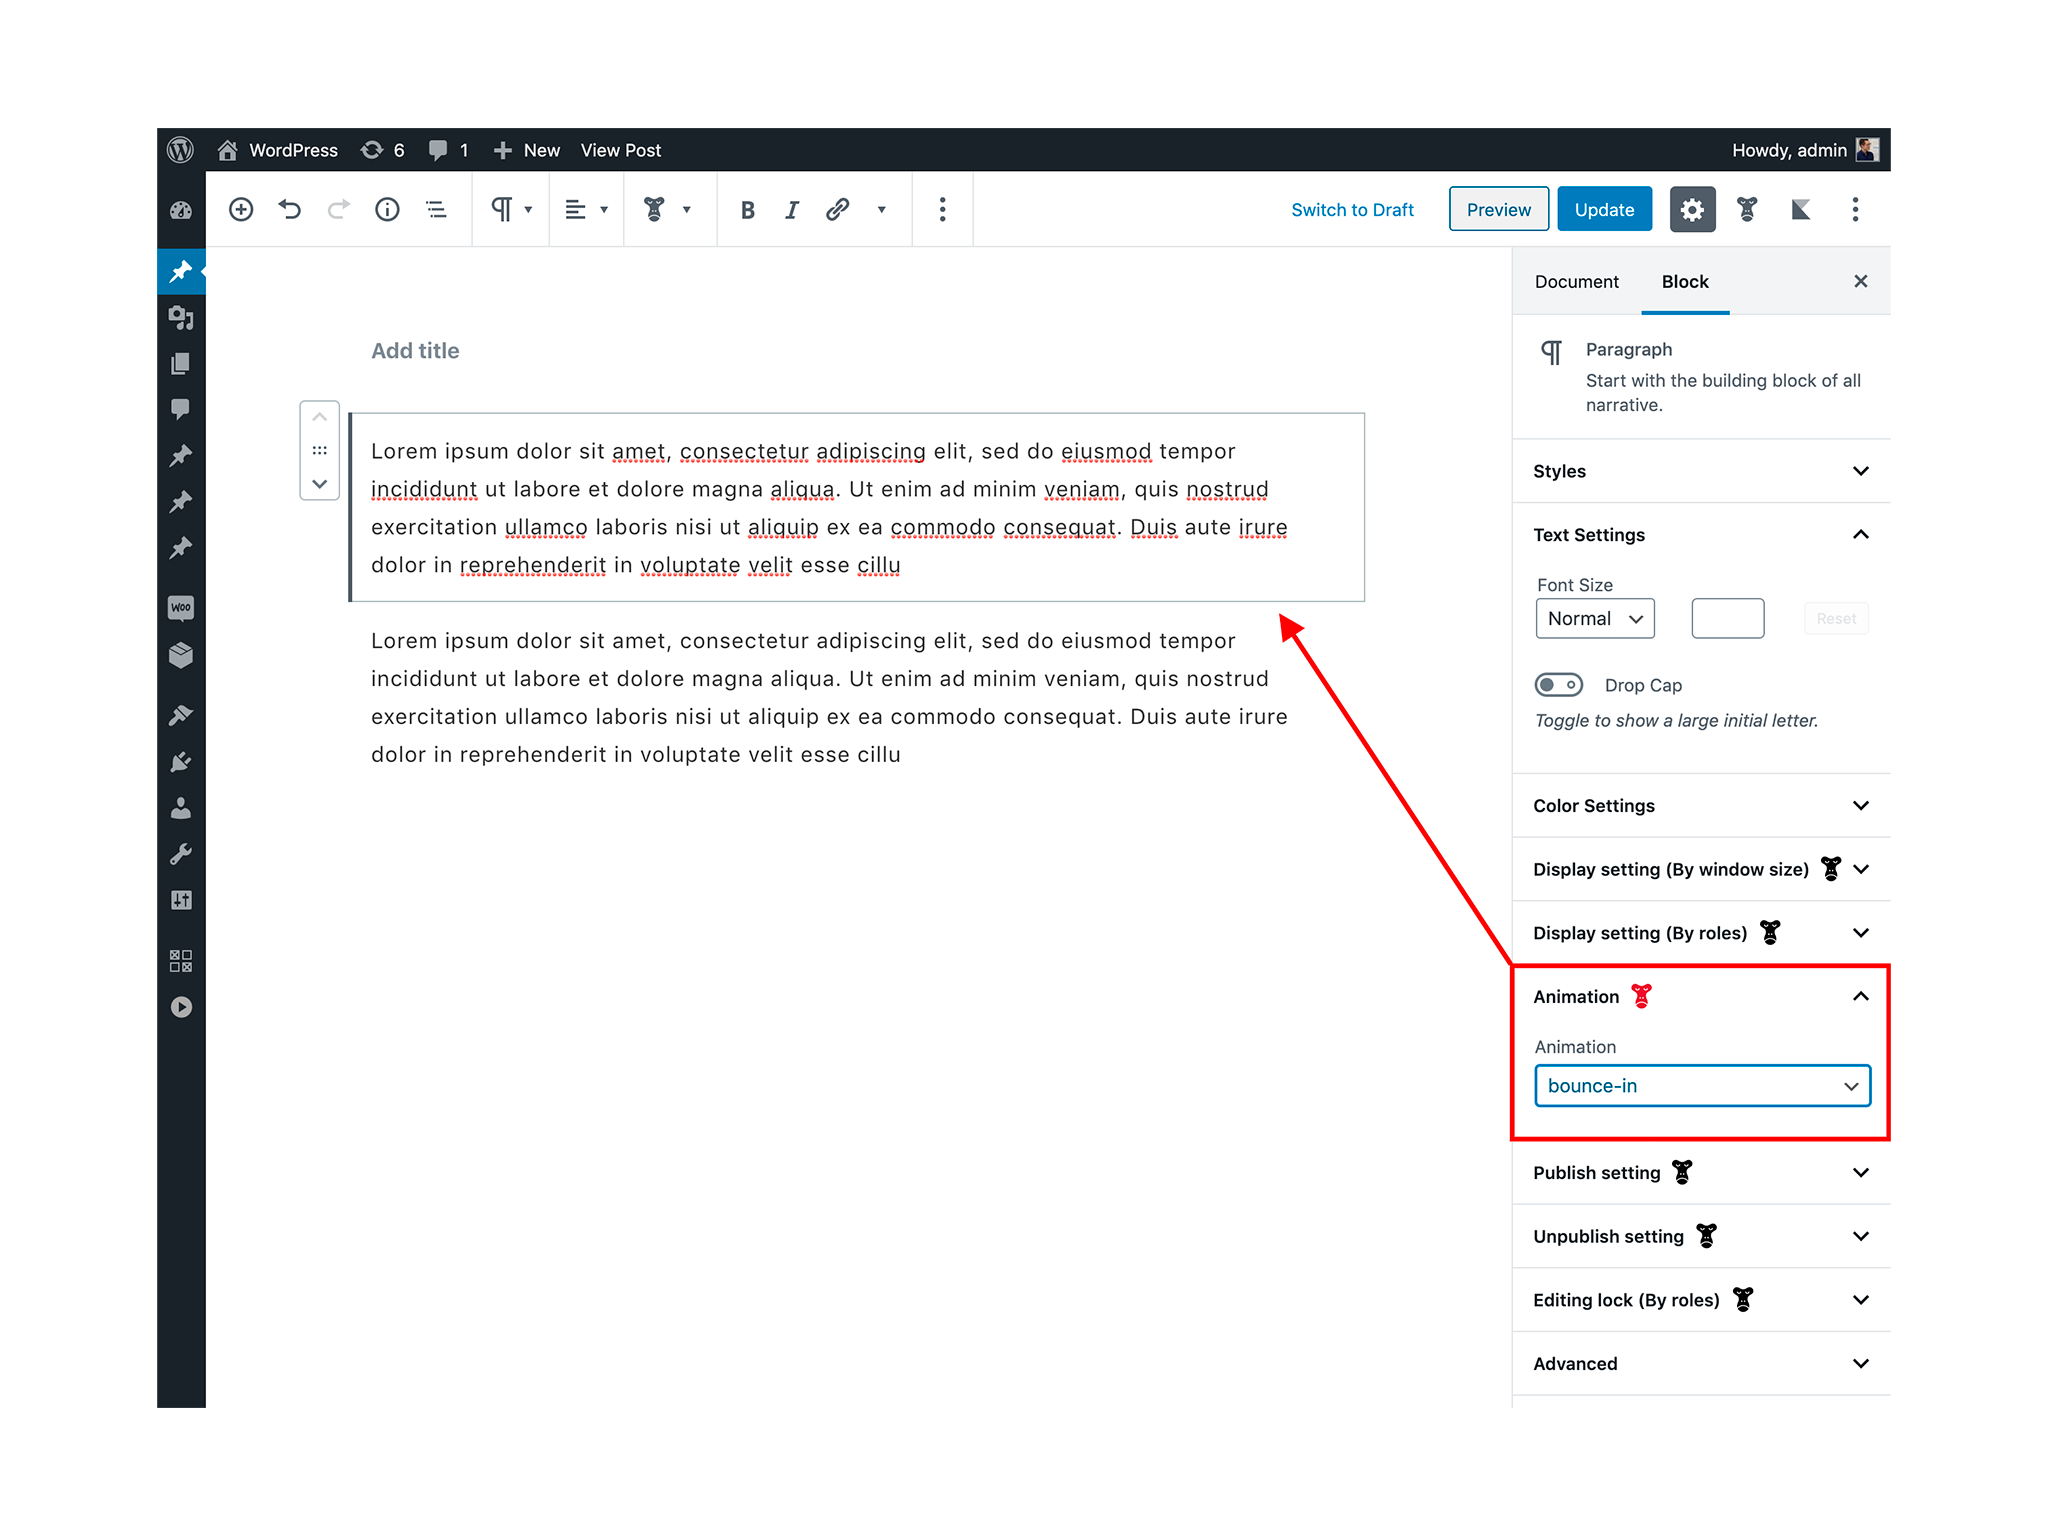 WordPress 6 1 New View Post Howdy, admin
Switch to Draft Preview Update
Document Block
Add title
Lorem ipsum dolor sit amet, consectetur adipiscing elit, sed do eiusmod tempor
incididunt ut labore et dolore magna aliqua. Ut enim ad minim veniam, quis nostrud
exercitation ullamco laboris nisi ut aliquip ex ea commodo consequat. Duis aute irure
dolor in reprehenderit in voluptate velit esse cillu
Lorem ipsum dolor sit amet, consectetur adipiscing elit, sed do eiusmod tempor
incididunt ut labore et dolore magna aliqua. Ut enim ad minim veniam, quis nostrud
exercitation ullamco laboris nisi ut aliquip ex ea commodo consequat. Duis aute irure
dolor in reprehenderit in voluptate velit esse cillu
Paragraph
Start with the building block of all
narrative.
Styles
Text Settings
Font Size
Normal Reset
Drop Cap
Toggle to show a large initial letter.
Color Settings
Display setting (By window size)
Display setting (By roles)
Animation
Animation
bounce-in
Publish setting
Unpublish setting
Editing lock (By roles)
Advanced
B I
Woo